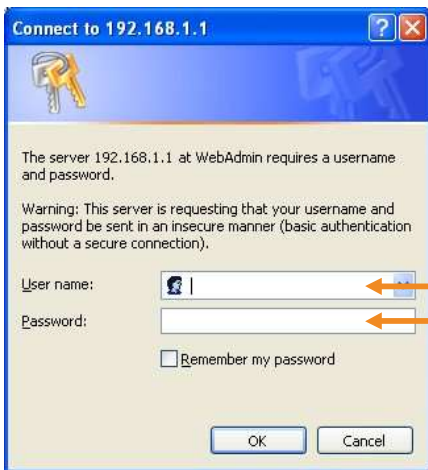 Connect to 192.168.1.1
The server 192.168.1.1 at WebAdmin requires a username
and password.
Warning: This server is requesting that your username and
password be sent in an insecure manner (basic authentication
without a secure connection).
User name:
Password:
Remember my password
OK Cancel